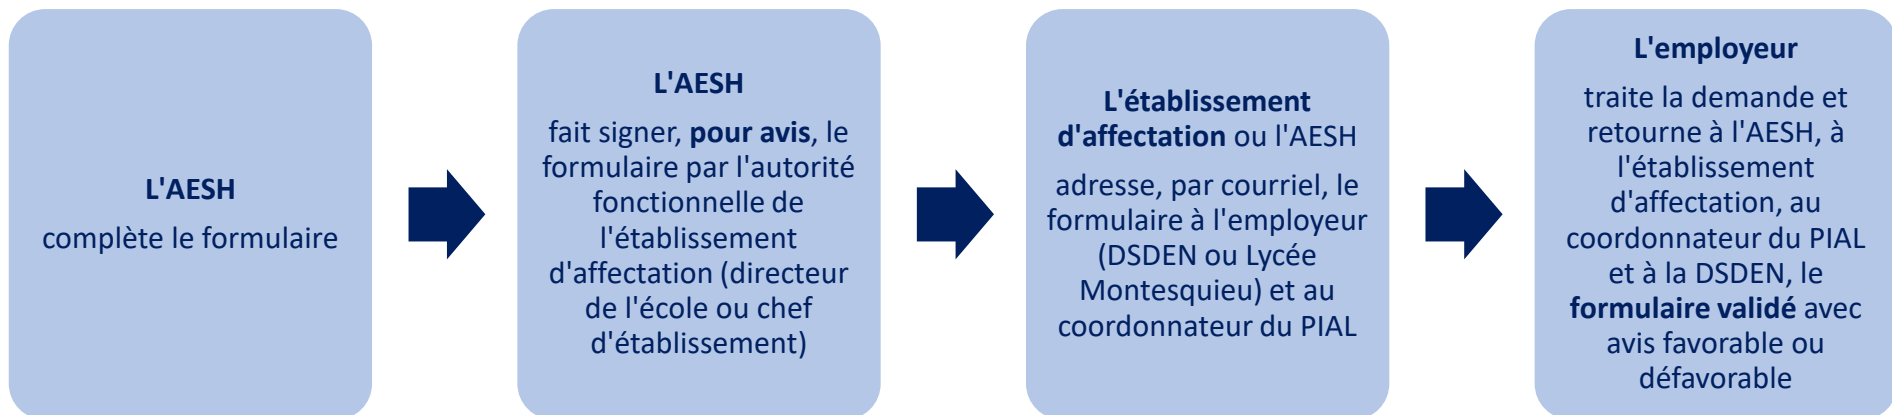 L'AESH
complète le formulaire
L'AESH
fait signer, pour avis, le
formulaire par l'autorité
fonctionnelle de
l'établissement
d'affectation (directeur
de l'école ou chef
d'établissement)
L'établissement
d'affectation ou l'AESH
adresse, par courriel, le
formulaire à l'employeur
(DSDEN ou Lycée
Montesquieu) et au
coordonnateur du PIAL
L'employeur
traite la demande et
retourne à l'AESH, à
l'établissement
d'affectation, au
coordonnateur du PIAL
et à la DSDEN, le
formulaire validé avec
avis favorable ou
défavorable